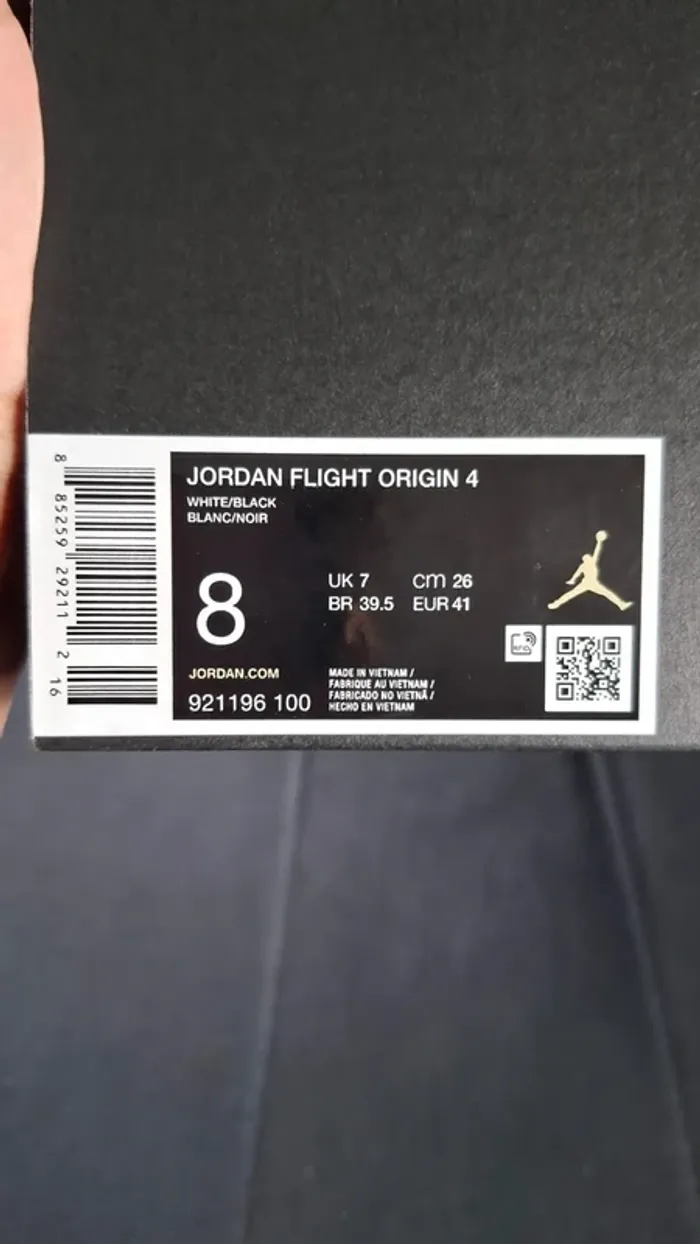 JORDAN FLIGHT ORIGIN 4
WHITE/BLACK
BLANC/NOIR
8
UK 7 cm 26
BR 39.5 EUR 41
JORDAN.COM
921196 100
MADE IN VIETNAM /
FABRIQUE AU VIETNAM /
FABRICADO NO VIETNÃ /
HECHO EN VIETNAM
RFID
8 85259 29211 2 16